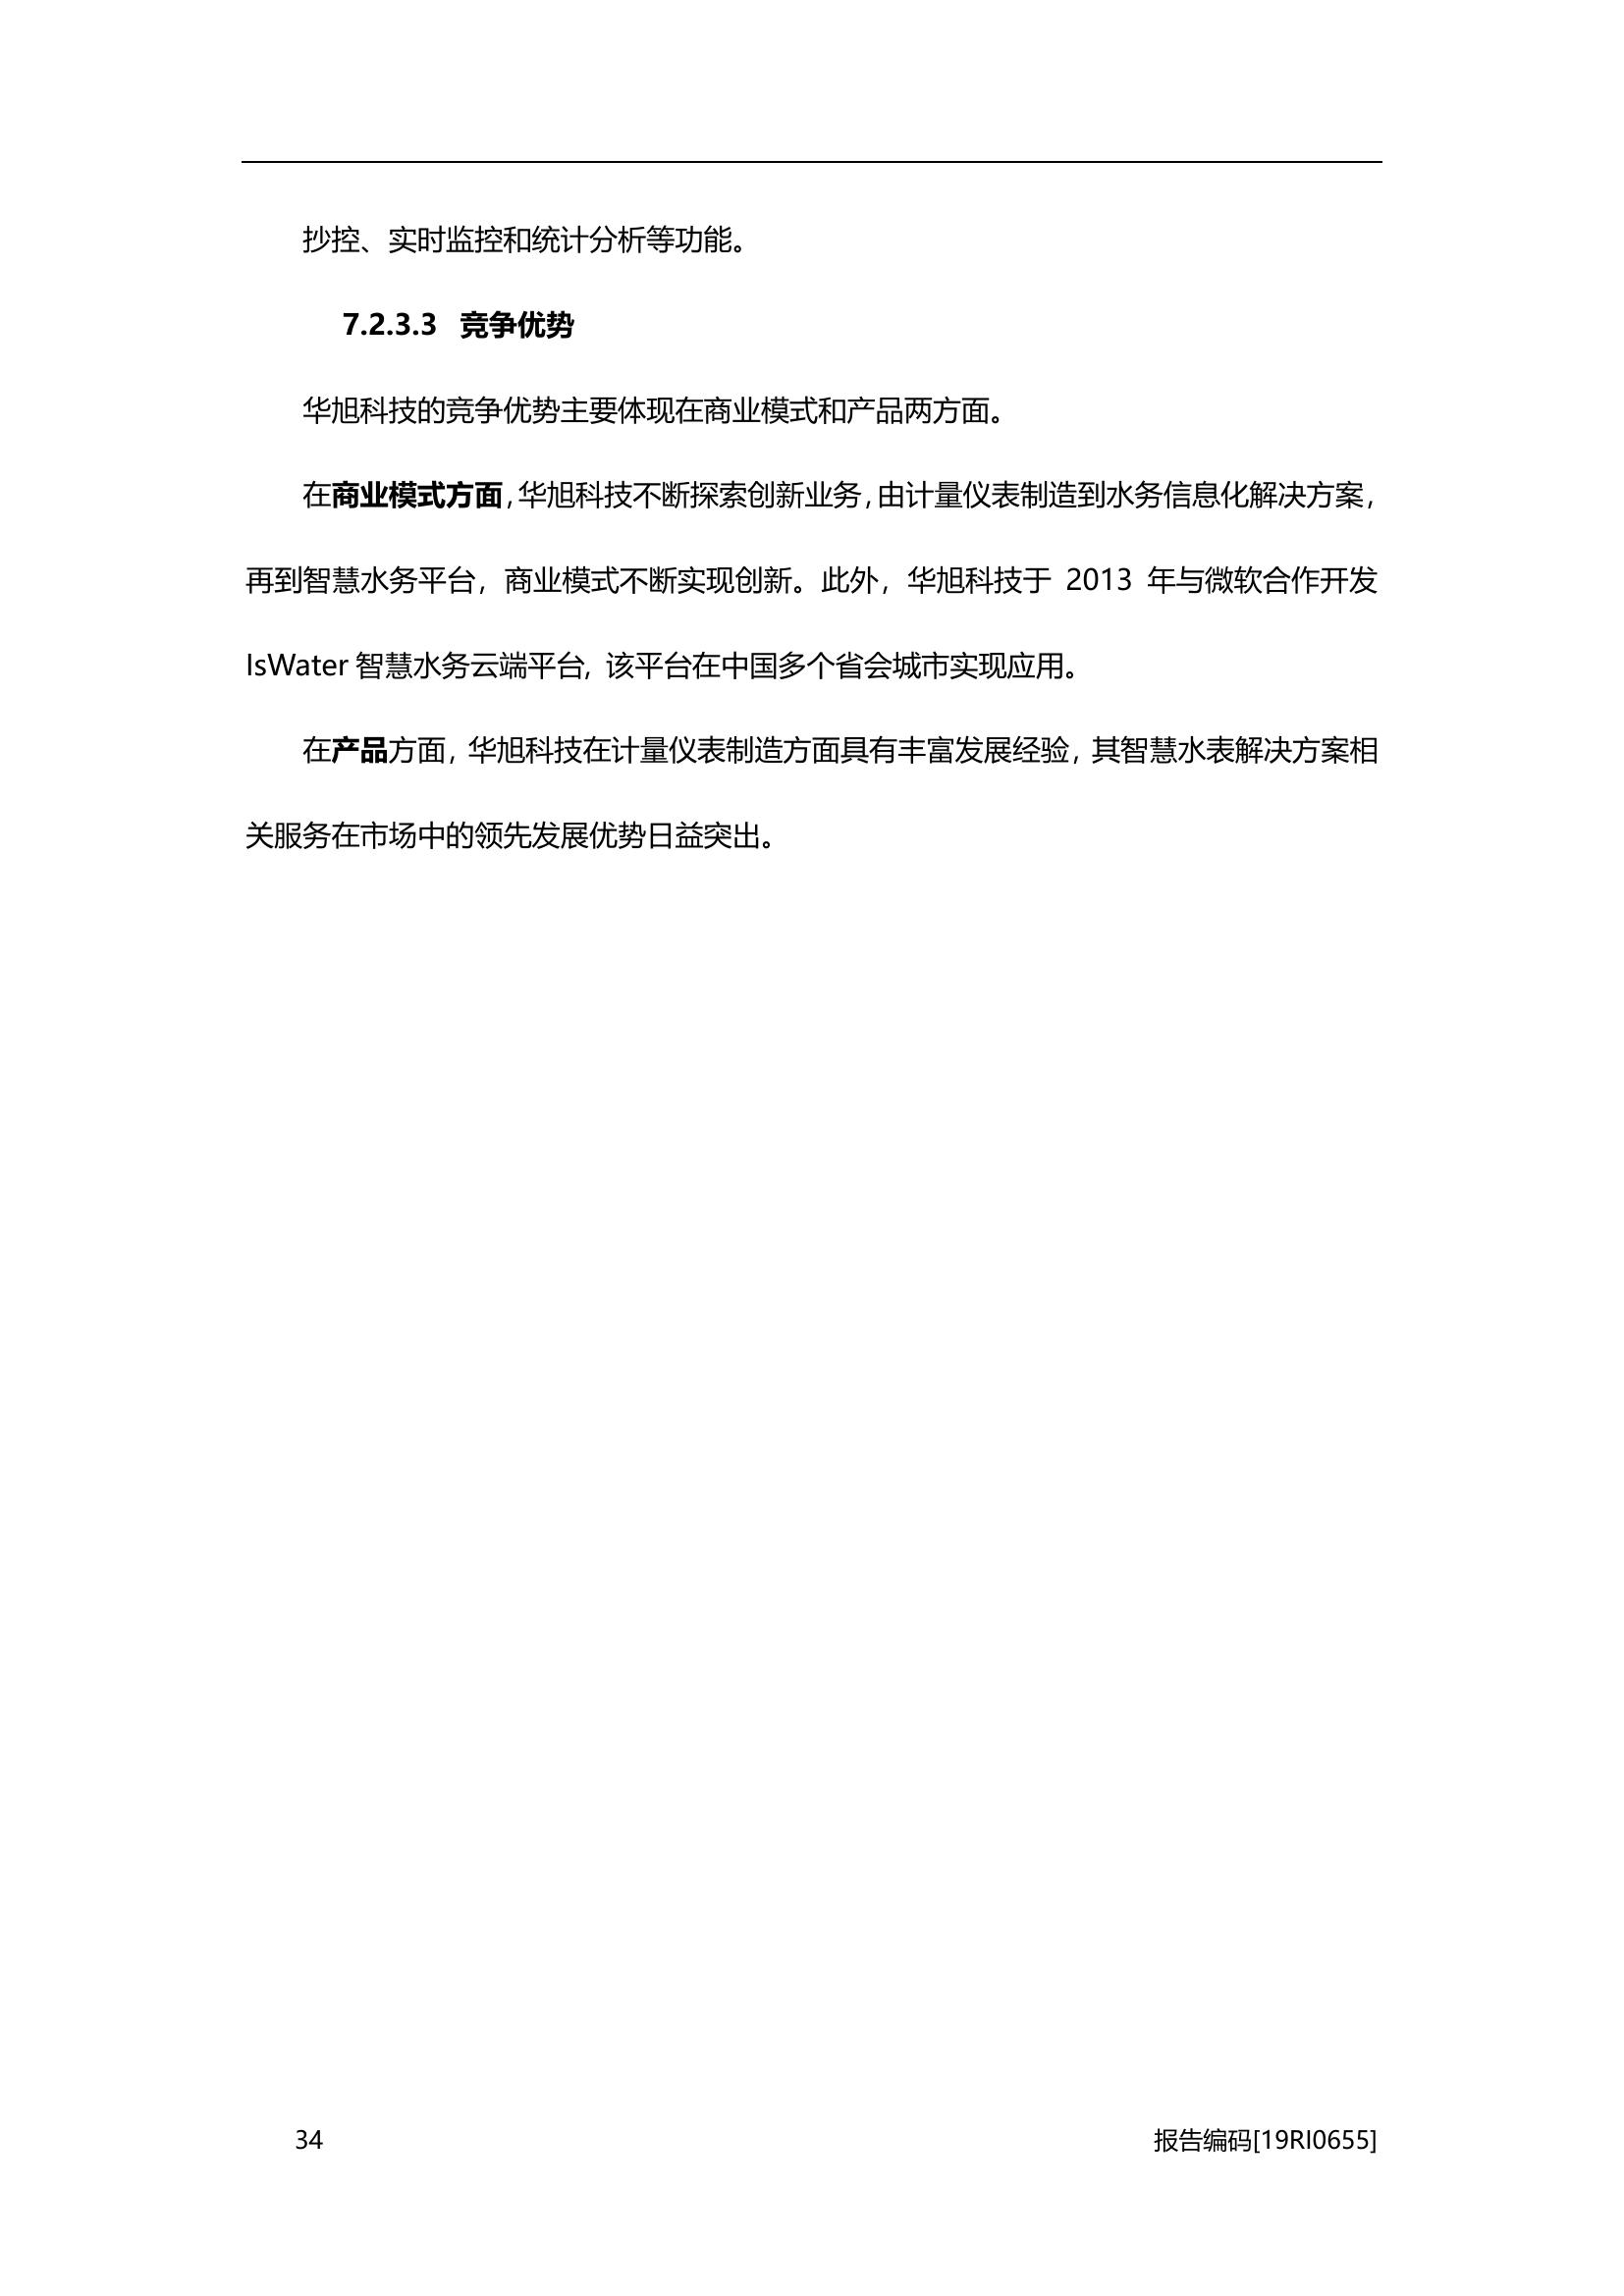 抄控、实时监控和统计分析等功能。
7.2.3.3 竞争优势
华旭科技的竞争优势主要体现在商业模式和产品两方面。
在商业模式方面，华旭科技不断探索创新业务，由计量仪表制造到水务信息化解决方案，
再到智慧水务平台，商业模式不断实现创新。此外，华旭科技于 2013 年与微软合作开发
IsWater 智慧水务云端平台，该平台在中国多个省会城市实现应用。
在产品方面，华旭科技在计量仪表制造方面具有丰富发展经验，其智慧水表解决方案相
关服务在市场中的领先发展优势日益突出。
34
报告编码[19RI0655]